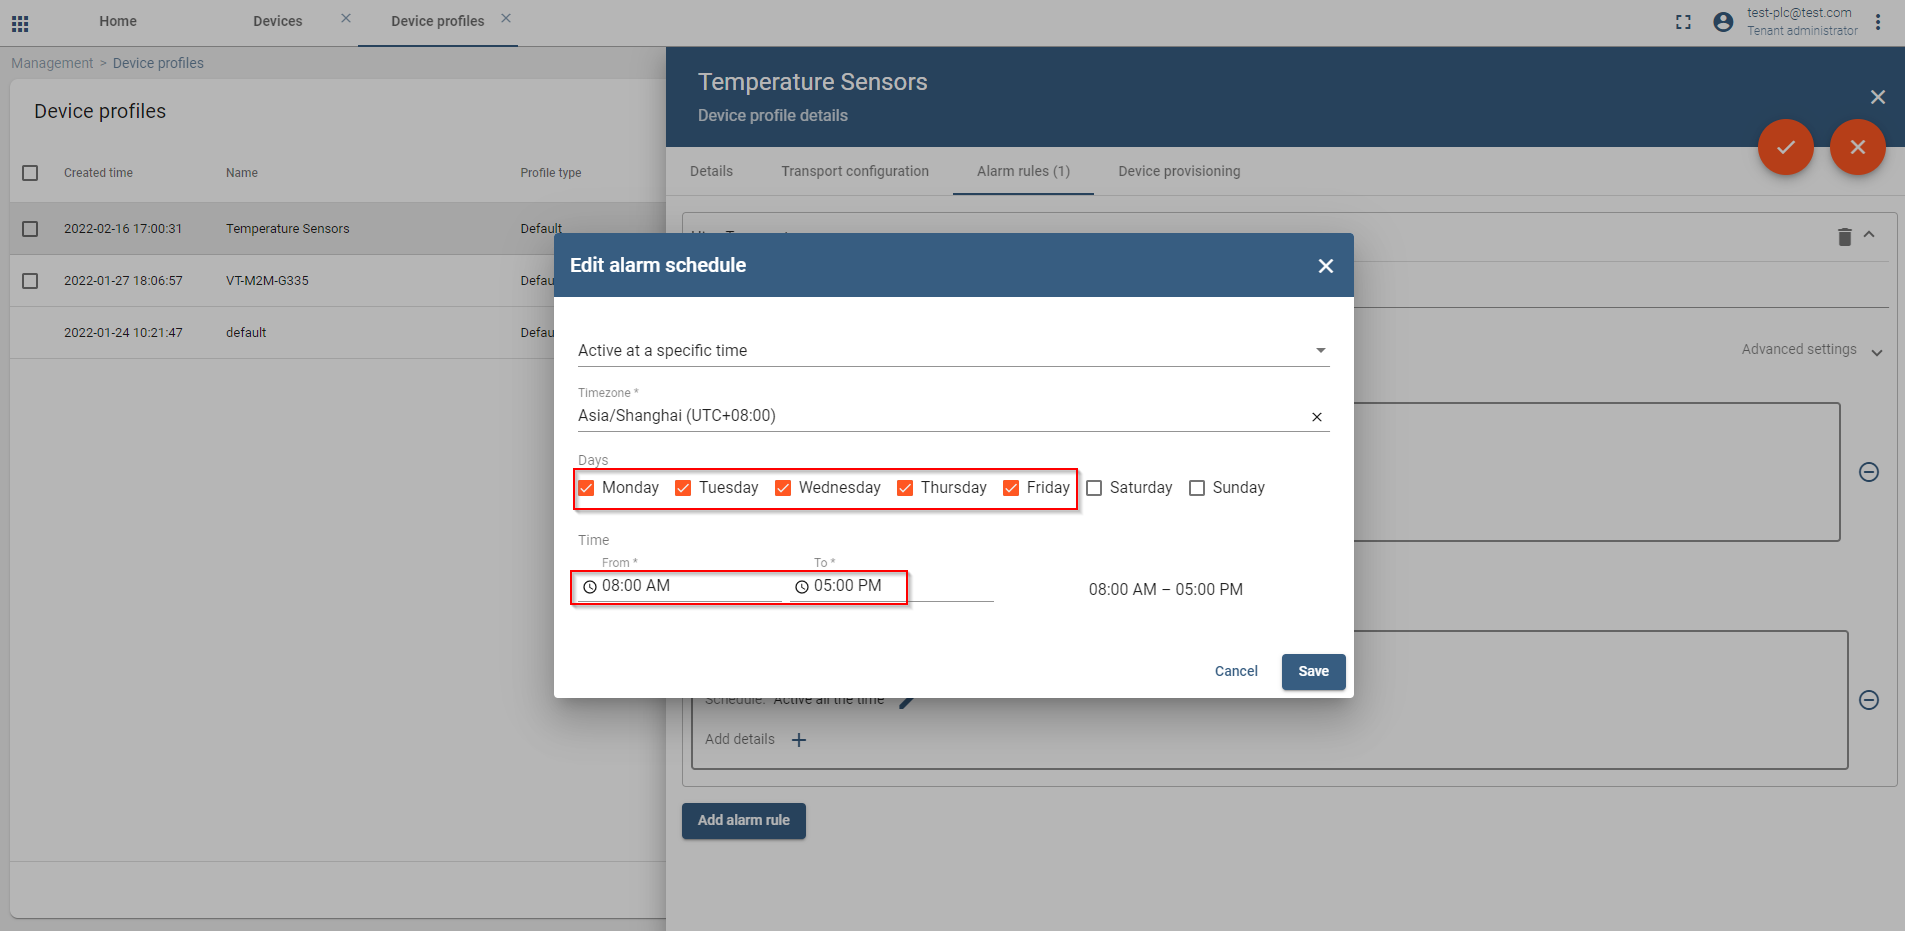 Home
Devices
Device profiles
test-plc@test.com
Tenant administrator
Management > Device profiles
Device profiles
Created time
Name
Profile type
2022-02-16 17:00:31
Temperature Sensors
Default
2022-01-27 18:06:57
VT-M2M-G335
Defau
2022-01-24 10:21:47
default
Defau
Temperature Sensors
Device profile details
Details
Transport configuration
Alarm rules (1)
Device provisioning
Advanced settings
Edit alarm schedule
Active at a specific time
Timezone *
Asia/Shanghai (UTC+08:00)
Days
Monday
Tuesday
Wednesday
Thursday
Friday
Saturday
Sunday
Time
From *
To *
08:00 AM
05:00 PM
08:00 AM – 05:00 PM
Cancel
Save
Schedule: Active all the time
Add details
Add alarm rule